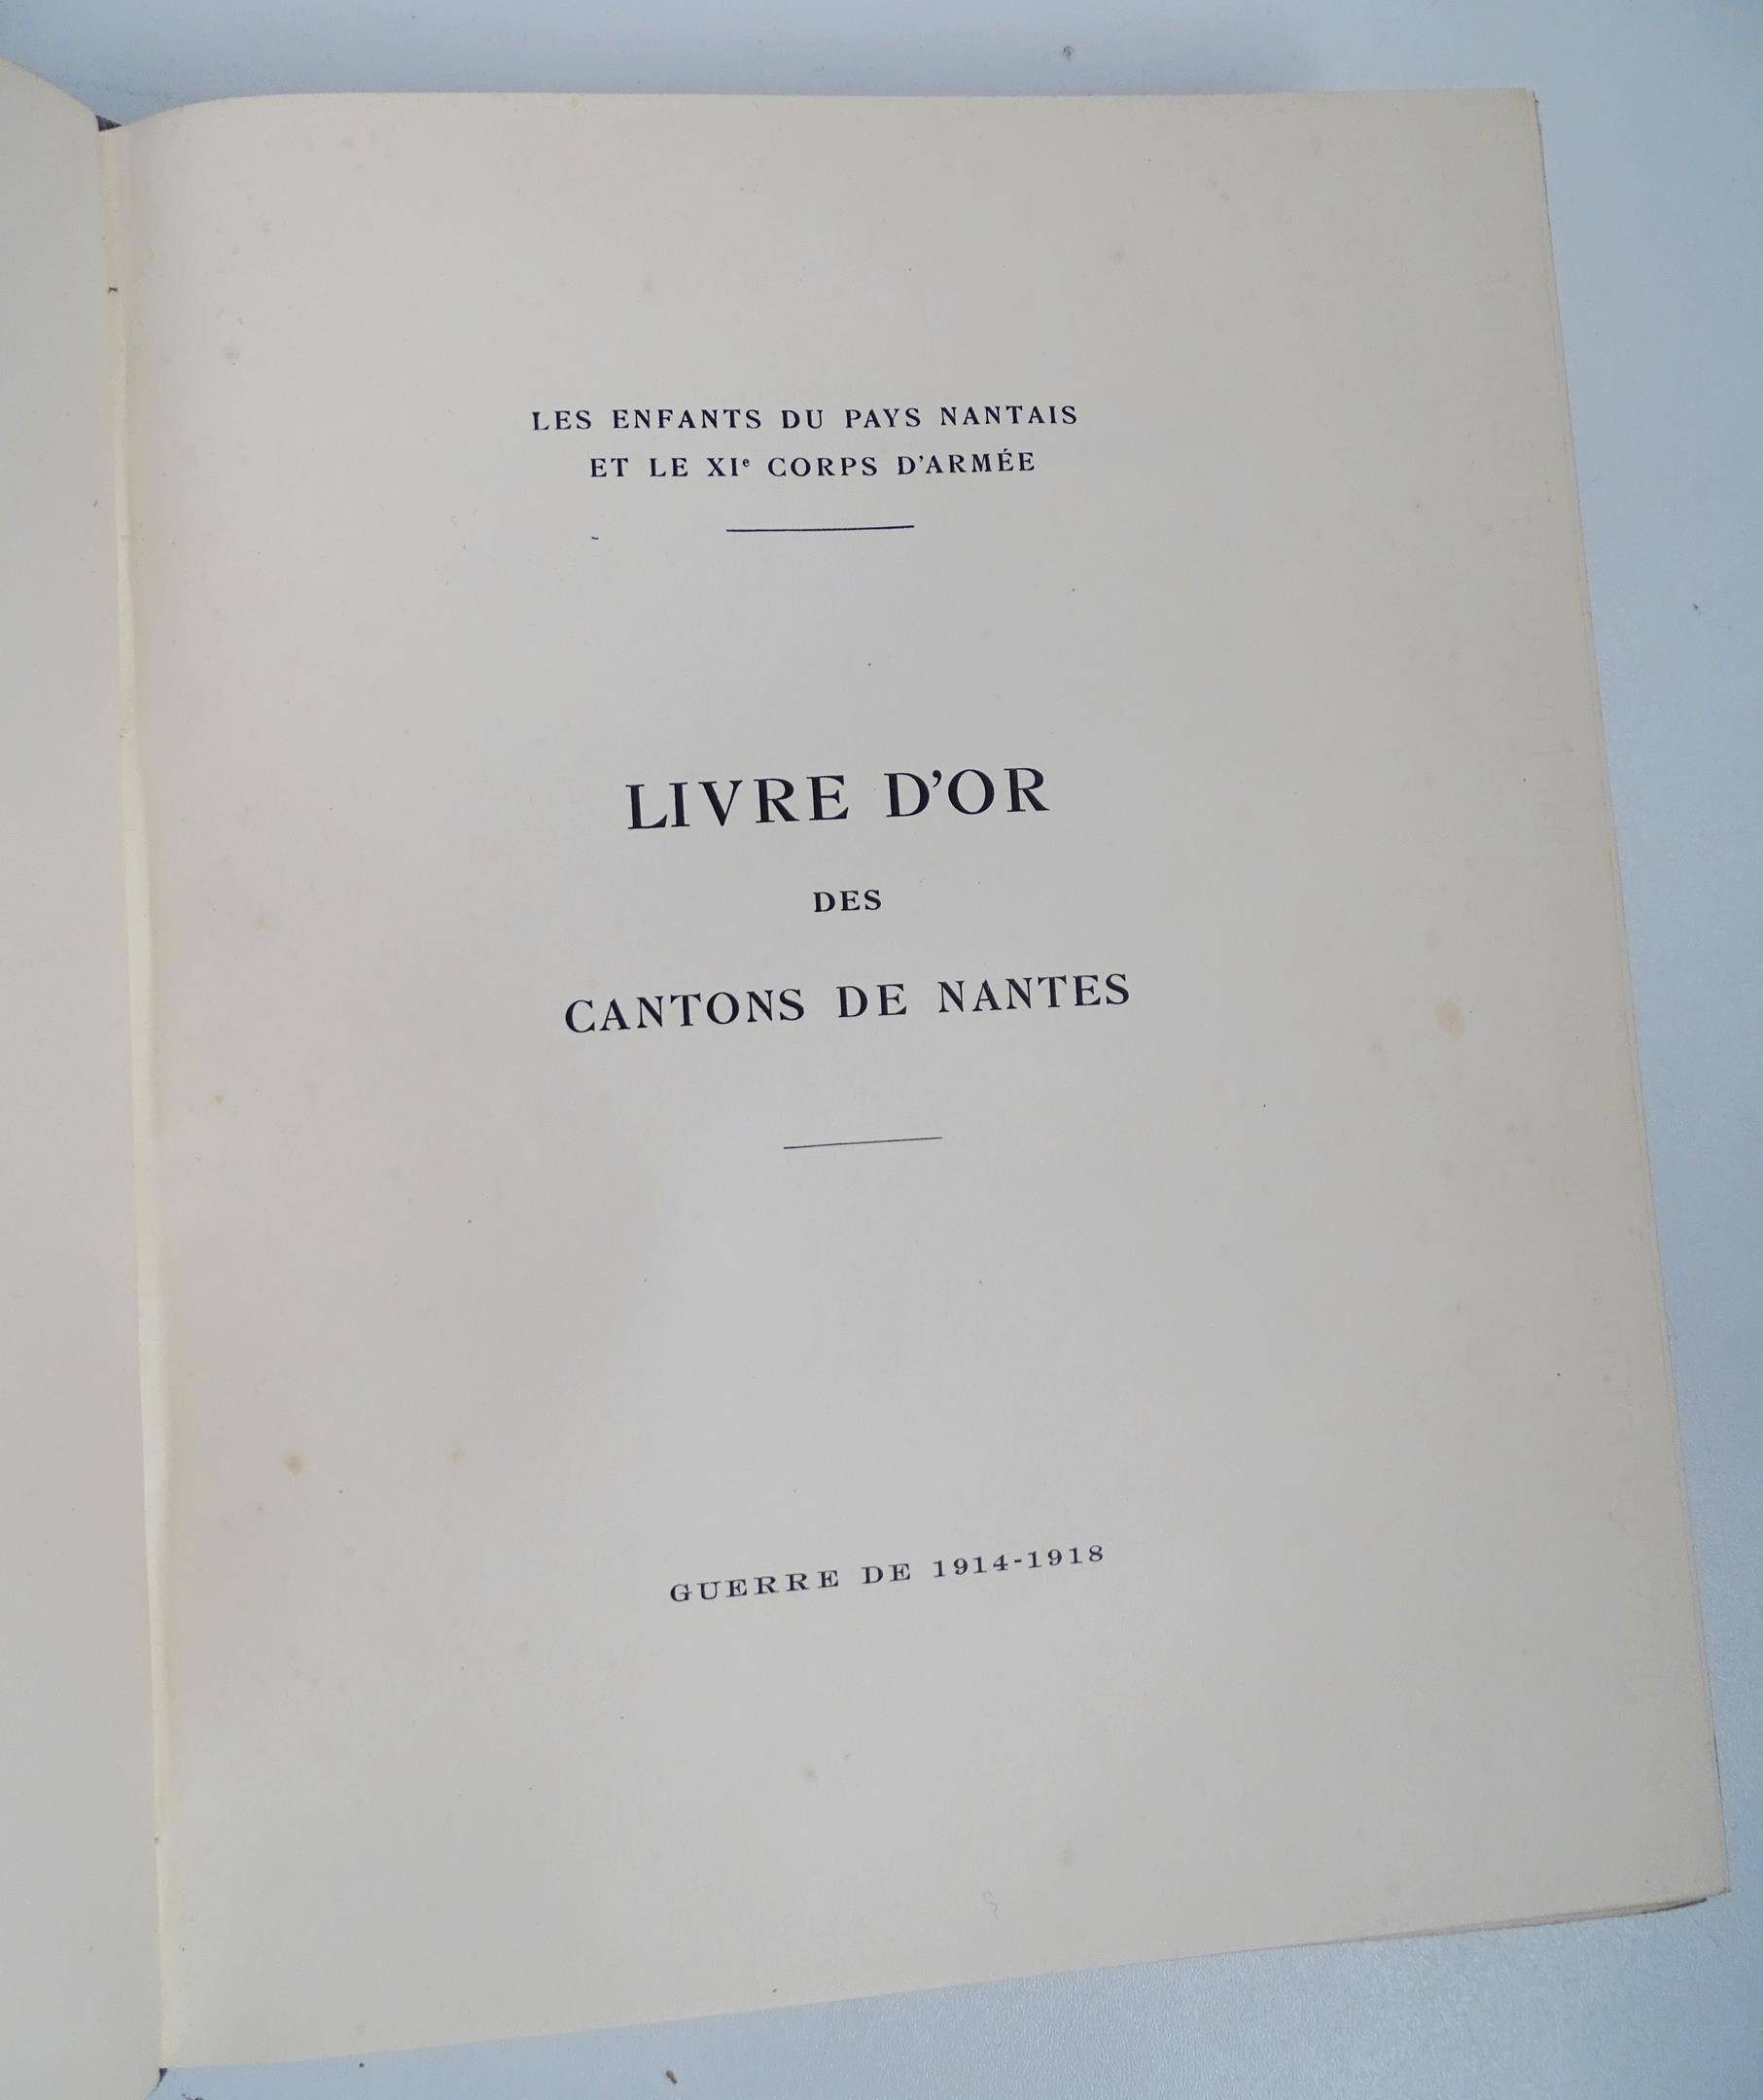 LES ENFANTS DU PAYS NANTAIS
ET LE XIᵉ CORPS D'ARMÉE
LIVRE D'OR
DES
CANTONS DE NANTES
GUERRE DE 1914-1918